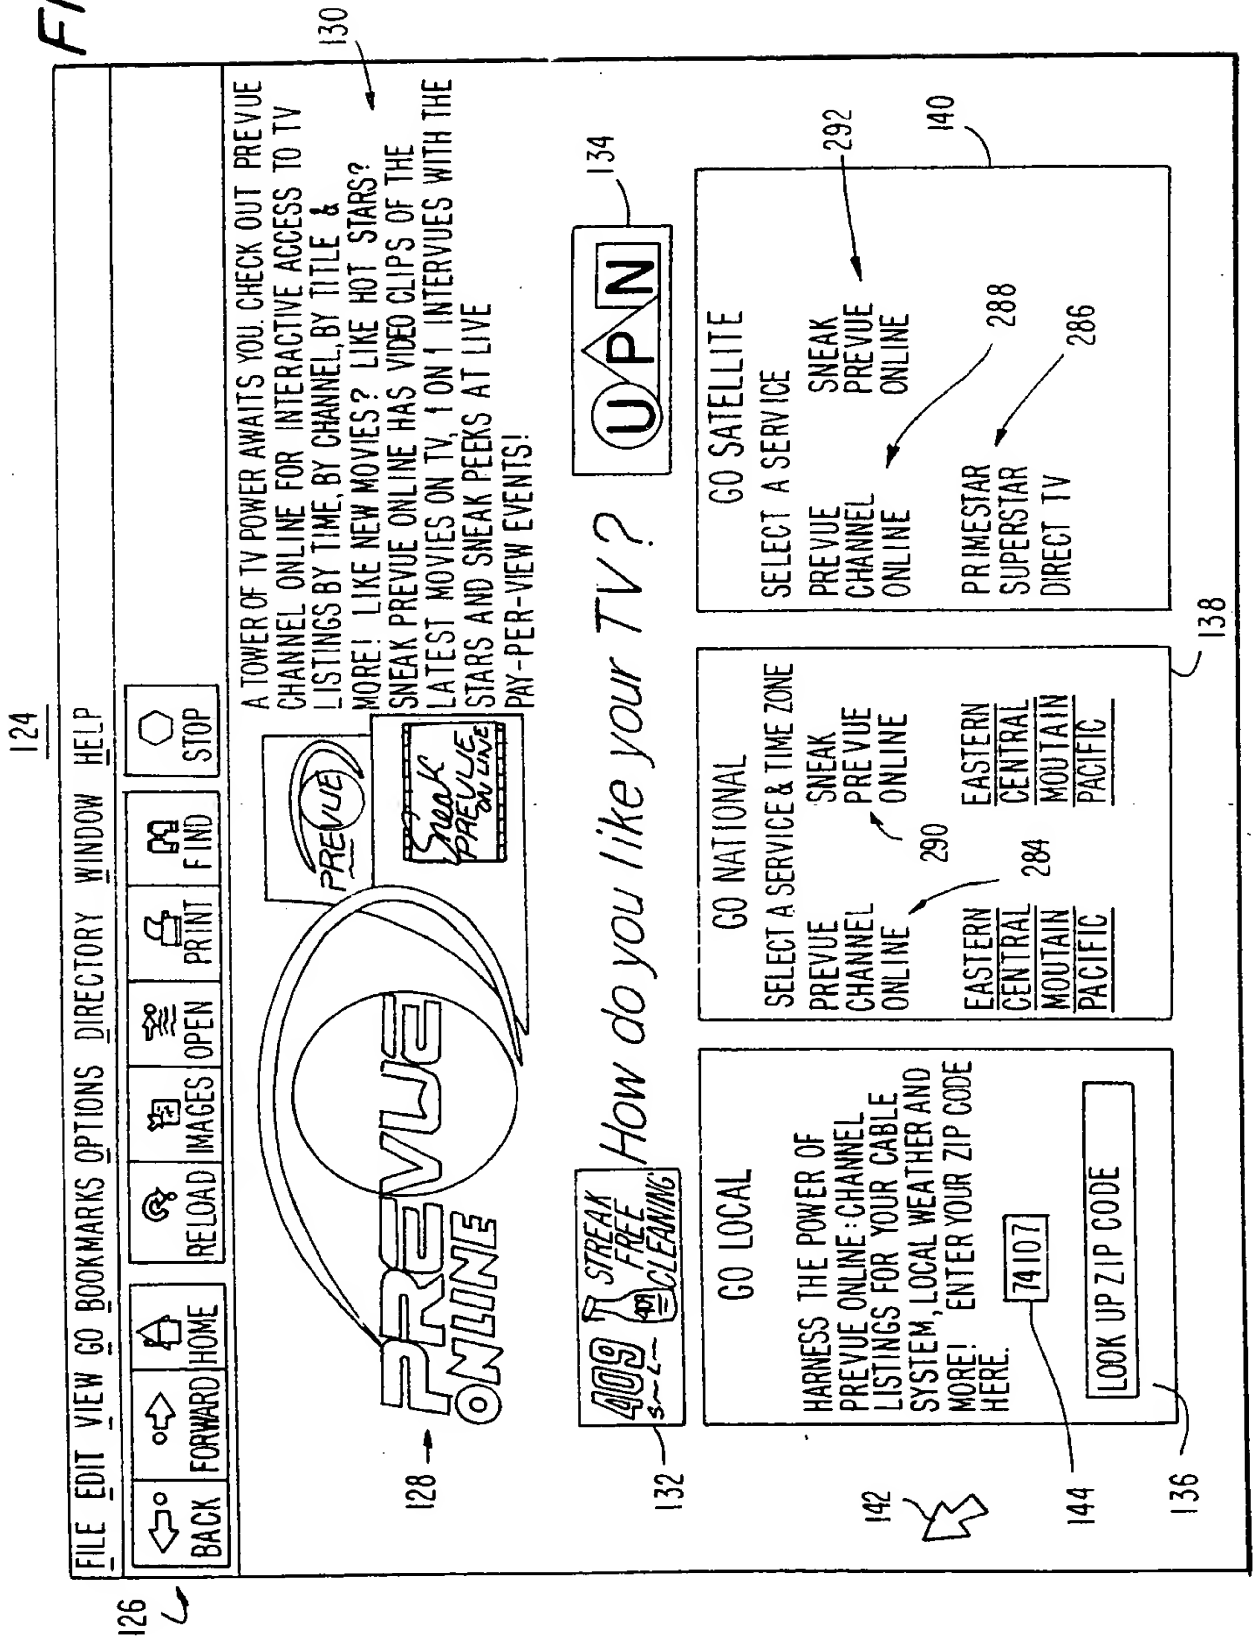 124
126
FILE EDIT VIEW GO BOOKMARKS OPTIONS DIRECTORY WINDOW HELP
BACK FORWARD HOME RELOAD IMAGES OPEN PRINT FIND STOP
128
PREVUE
ONLINE
PREVUE
Sneak
PREVUE
ON LINE
130
A TOWER OF TV POWER AWAITS YOU. CHECK OUT PREVUE
CHANNEL ONLINE FOR INTERACTIVE ACCESS TO TV
LISTINGS BY TIME, BY CHANNEL, BY TITLE &
MORE! LIKE NEW MOVIES? LIKE HOT STARS?
SNEAK PREVUE ONLINE HAS VIDEO CLIPS OF THE
LATEST MOVIES ON TV, 1 ON 1 INTERVUES WITH THE
STARS AND SNEAK PEEKS AT LIVE
PAY-PER-VIEW EVENTS!
132
409 STREAK
FREE
CLEANING
409
How do you like your TV?
UPN
134
GO LOCAL
HARNESS THE POWER OF
PREVUE ONLINE: CHANNEL
LISTINGS FOR YOUR CABLE
SYSTEM, LOCAL WEATHER AND
MORE! ENTER YOUR ZIP CODE
HERE.
74107
LOOK UP ZIP CODE
142
144
136
GO NATIONAL
SELECT A SERVICE & TIME ZONE
PREVUE
CHANNEL
ONLINE
SNEAK
PREVUE
ONLINE
290
284
EASTERN
CENTRAL
MOUTAIN
PACIFIC
EASTERN
CENTRAL
MOUTAIN
PACIFIC
138
GO SATELLITE
SELECT A SERVICE
PREVUE
CHANNEL
ONLINE
SNEAK
PREVUE
ONLINE
PRIMESTAR
SUPERSTAR
DIRECT TV
292
288
286
140